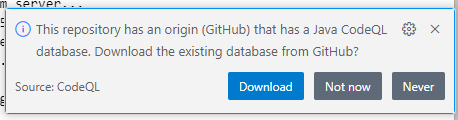 m server...
This repository has an origin (GitHub) that has a Java CodeQL
database. Download the existing database from GitHub?
Source: CodeQL
Download
Not now
Never